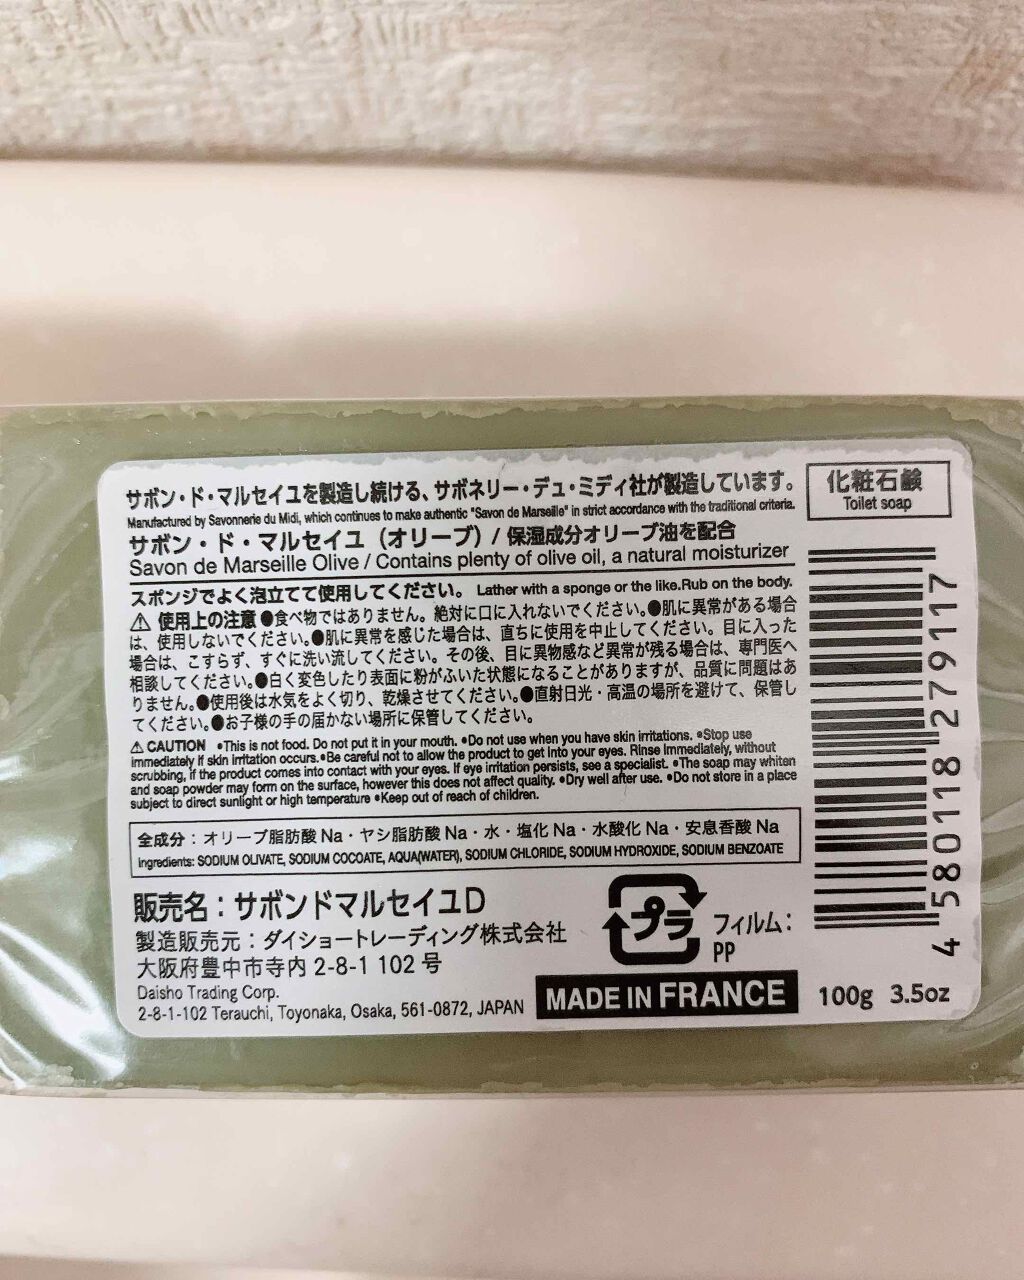 サボン・ド・マルセイユを製造し続ける、サボネリー・デュ・ミディ社が製造しています。
Manufactured by Savonnerie du Midi, which continues to make authentic "Savon de Marseille" in strict accordance with the traditional criteria.
サボン・ド・マルセイユ（オリーブ）/ 保湿成分オリーブ油を配合
Savon de Marseille Olive / Contains plenty of olive oil, a natural moisturizer
スポンジでよく泡立てて使用してください。 Lather with a sponge or the like.Rub on the body.
⚠ 使用上の注意 ●食べ物ではありません。絶対に口に入れないでください。●肌に異常がある場合
は、使用しないでください。●肌に異常を感じた場合は、直ちに使用を中止してください。目に入った
場合は、こすらず、すぐに洗い流してください。その後、目に異物感など異常が残る場合は、専門医へ
相談してください。●白く変色したり表面に粉がふいた状態になることがありますが、品質に問題はあ
りません。●使用後は水気をよく切り、乾燥させてください。●直射日光・高温の場所を避けて、保管し
てください。●お子様の手の届かない場所に保管してください。
⚠ CAUTION ●This is not food. Do not put it in your mouth. ●Do not use when you have skin irritations. ●Stop use
immediately if skin irritation occurs.●Be careful not to allow the product to get into your eyes. Rinse immediately, without
scrubbing, if the product comes into contact with your eyes. If eye irritation persists, see a specialist. ●The soap may whiten
and soap powder may form on the surface, however this does not affect quality. ●Dry well after use. ●Do not store in a place
subject to direct sunlight or high temperature ●Keep out of reach of children.
全成分：オリーブ脂肪酸 Na・ヤシ脂肪酸 Na・水・塩化 Na・水酸化 Na・安息香酸 Na
Ingredients: SODIUM OLIVATE, SODIUM COCOATE, AQUA(WATER), SODIUM CHLORIDE, SODIUM HYDROXIDE, SODIUM BENZOATE
販売名：サボンドマルセイユD
製造販売元：ダイショートレーディング株式会社
大阪府豊中市寺内 2-8-1 102 号
Daisho Trading Corp.
2-8-1-102 Terauchi, Toyonaka, Osaka, 561-0872, JAPAN
プラ
フィルム：
PP
MADE IN FRANCE
100g 3.5oz
化粧石鹸
Toilet soap
4 580118 279117